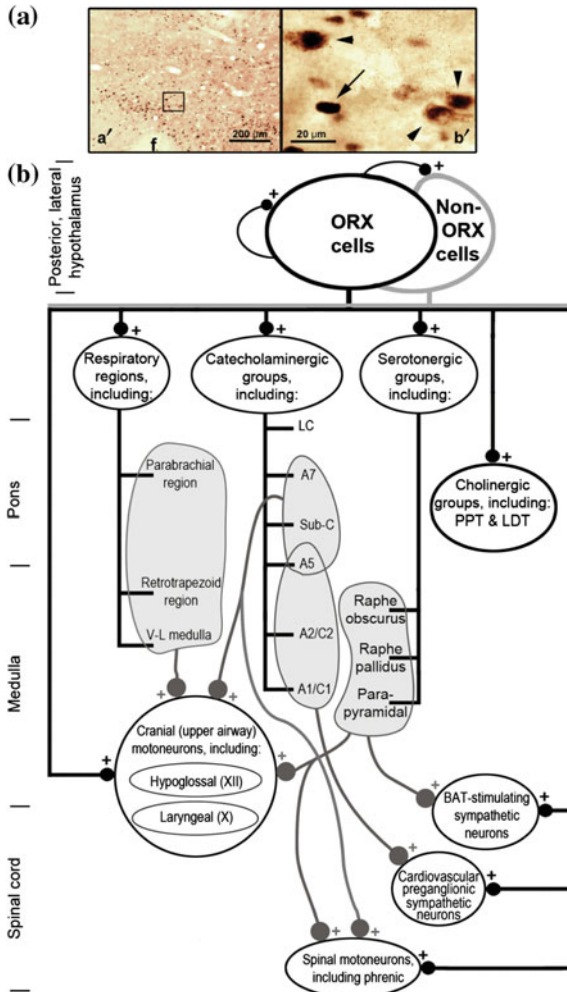 (a)
a′
f
200 µm
20 µm
b′
(b)
Posterior, lateral
hypothalamus
+
+
ORX
cells
Non-
ORX
cells
+
+
+
Respiratory
regions,
including:
Catecholaminergic
groups,
including:
Serotonergic
groups,
including:
+
Cholinergic
groups, including:
PPT & LDT
Pons
LC
Parabrachial
region
A7
Sub-C
A5
Medulla
Retrotrapezoid
region
V-L medulla
A2/C2
A1/C1
Raphe
obscurus
Raphe
pallidus
Para-
pyramidal
+
+
+
+
Cranial (upper airway)
motoneurons, including:
Hypoglossal (XII)
Laryngeal (X)
+
+
BAT-stimulating
sympathetic
neurons
Spinal cord
+
+
Cardiovascular
preganglionic
sympathetic
neurons
+
+
+
Spinal motoneurons,
including phrenic